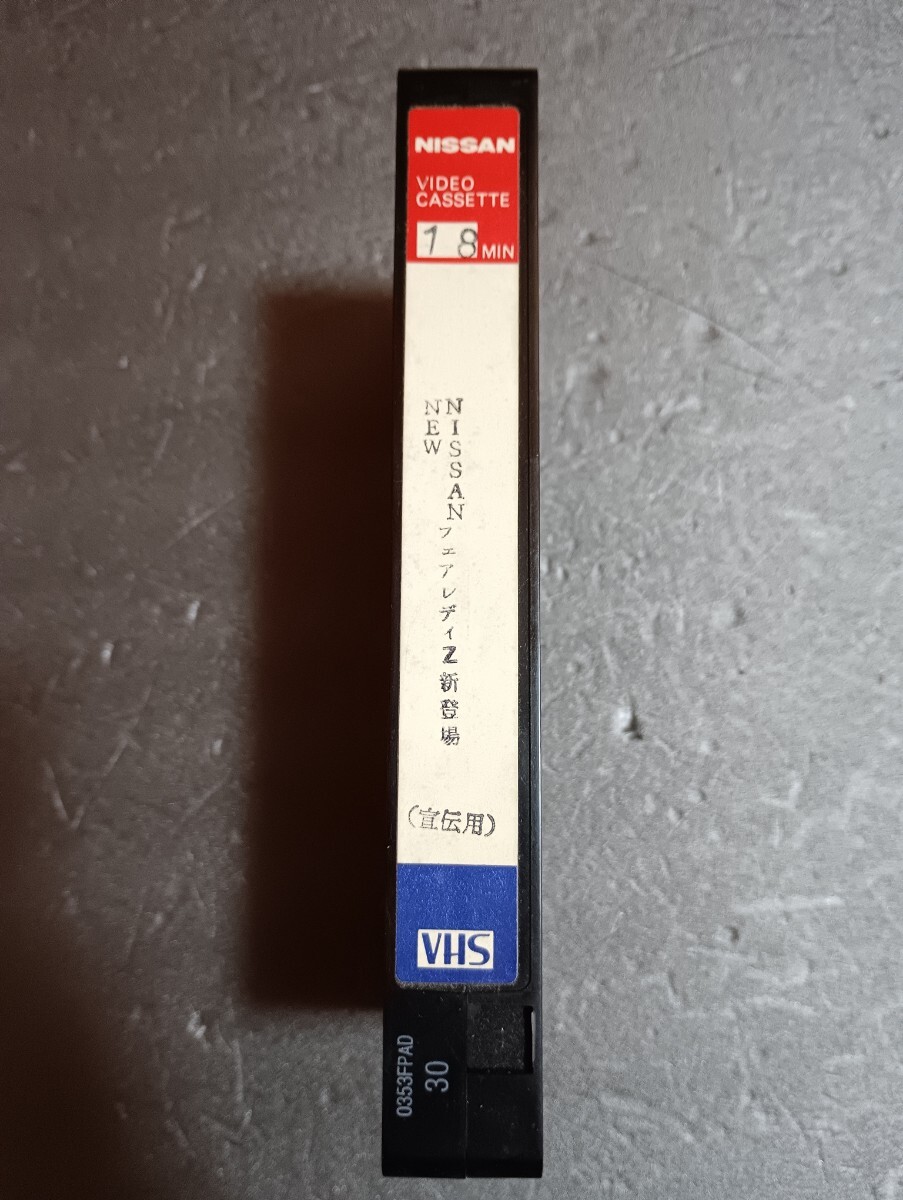 NISSAN
VIDEO
CASSETTE
18 MIN
NISSAN
NEW
フェアレディZ新登場
(宣伝用)
VHS
0353FPAD
30